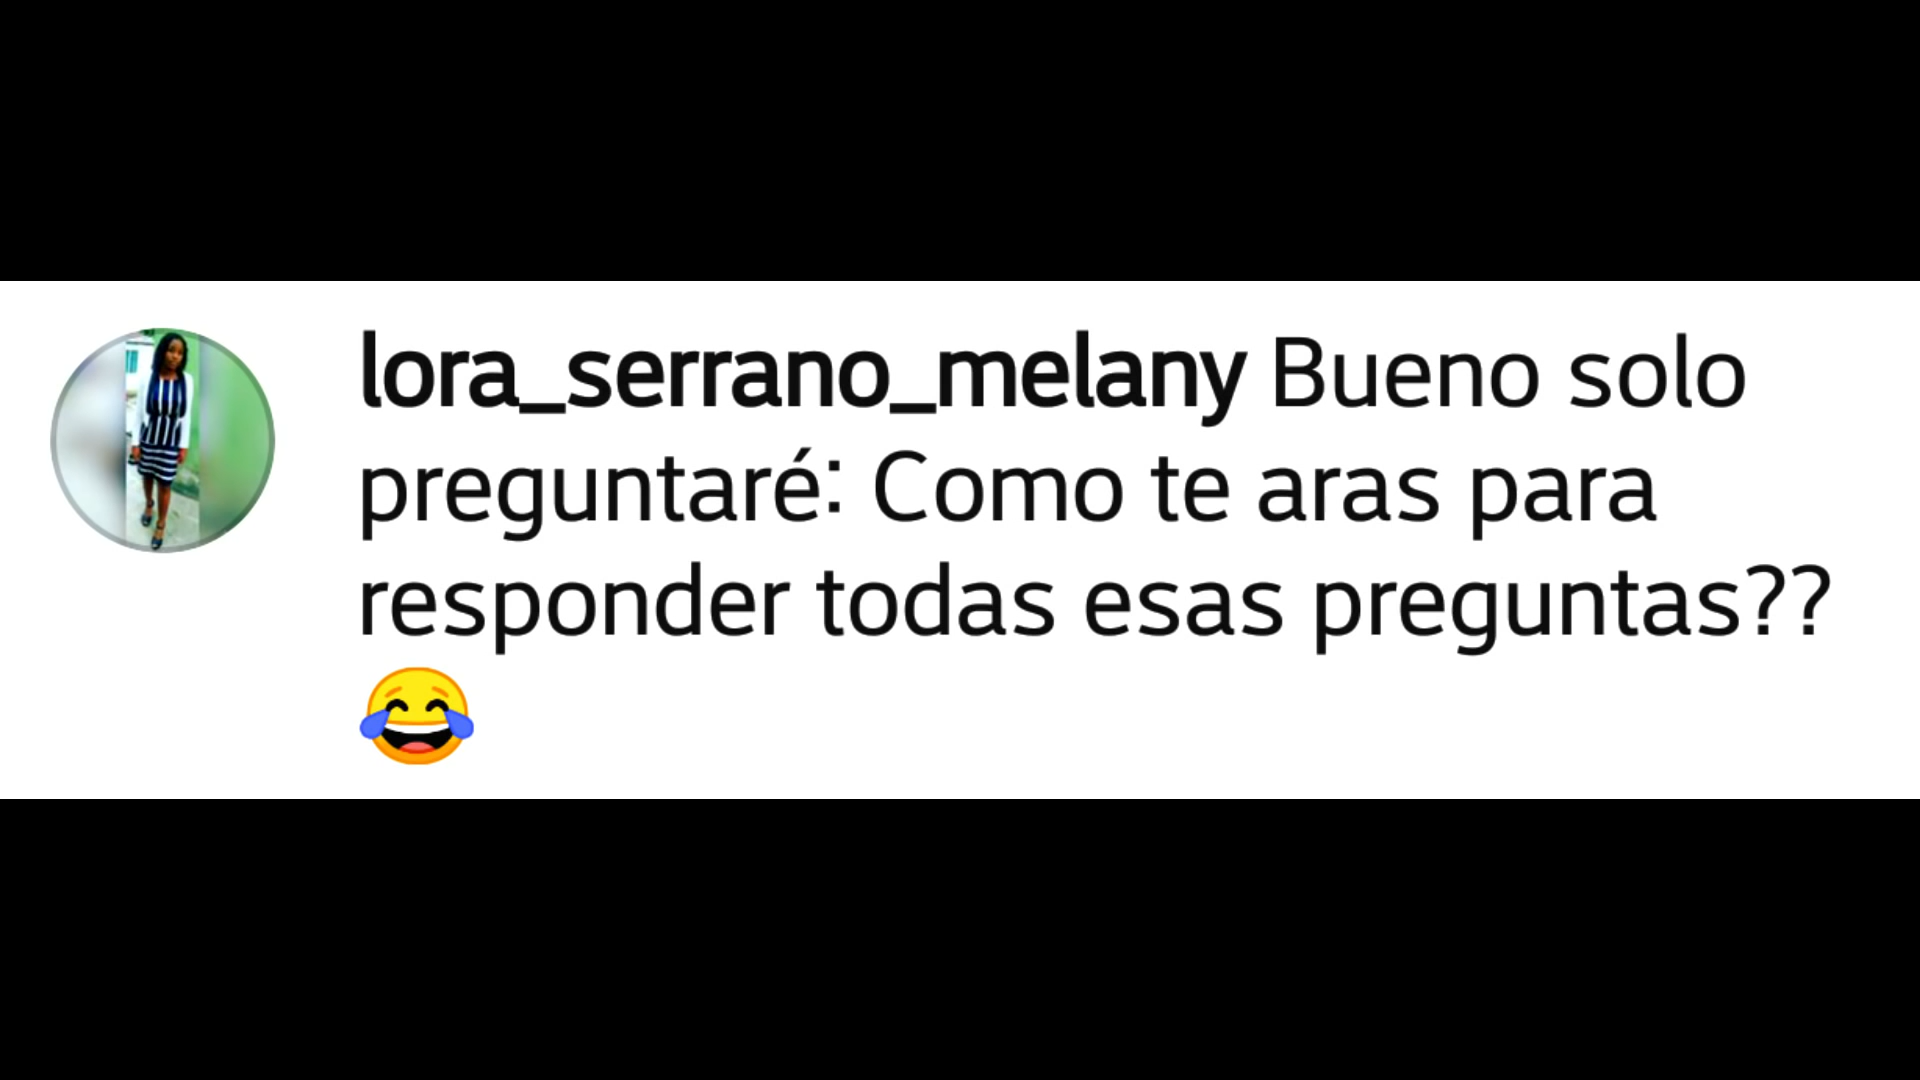 lora_serrano_melany Bueno solo
preguntaré: Como te aras para
responder todas esas preguntas??
😂